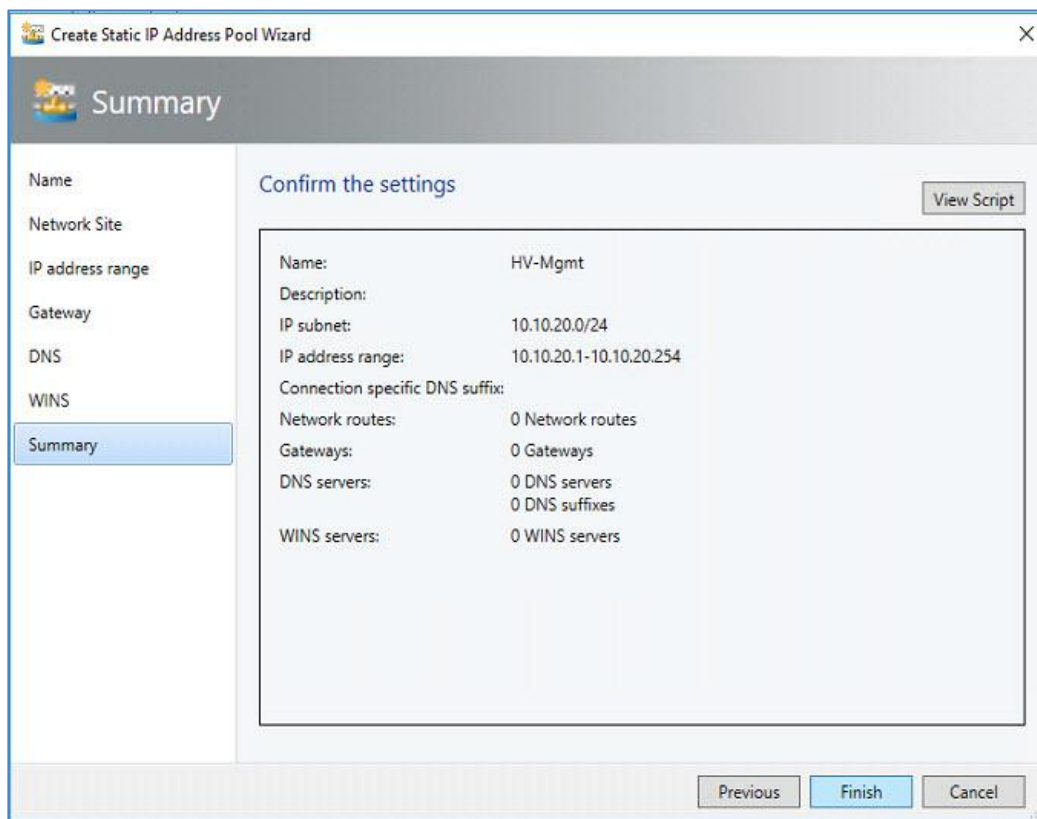 Create Static IP Address Pool Wizard
Summary
Name
Network Site
IP address range
Gateway
DNS
WINS
Summary
Confirm the settings
View Script
Name: HV-Mgmt
Description:
IP subnet: 10.10.20.0/24
IP address range: 10.10.20.1-10.10.20.254
Connection specific DNS suffix:
Network routes: 0 Network routes
Gateways: 0 Gateways
DNS servers: 0 DNS servers
0 DNS suffixes
WINS servers: 0 WINS servers
Previous
Finish
Cancel